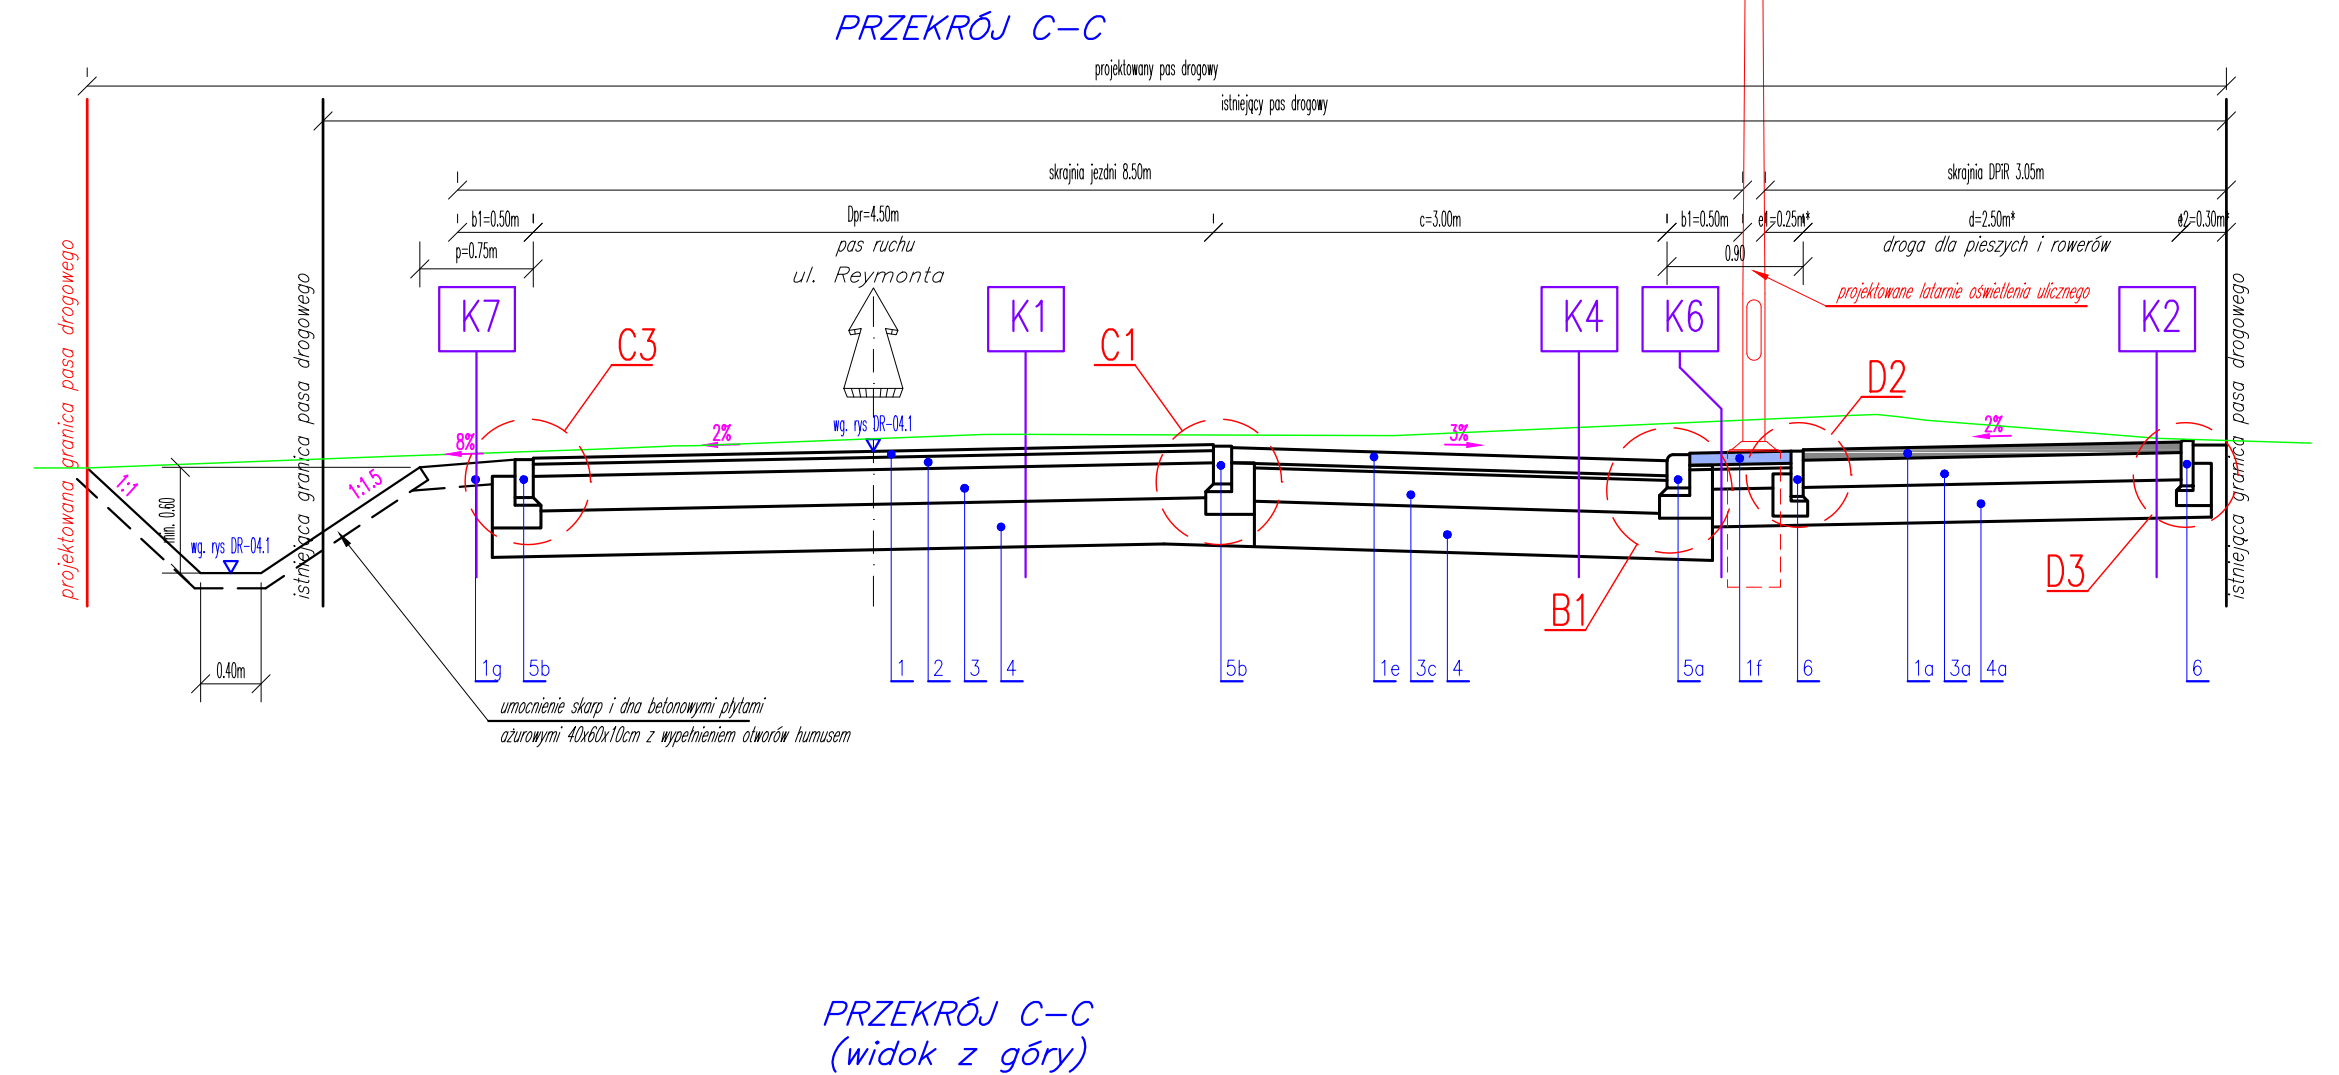 PRZEKRÓJ C-C
projektowany pas drogowy
istniejący pas drogowy
skrajnia jezdni 8.50m
skrajnia DPiR 3.05m
b1=0.50m
Dpr=4.50m
c=3.00m
b1=0.50m
e1=0.25m*
d=2.50m*
e2=0.30m*
p=0.75m
pas ruchu
0.90
droga dla pieszych i rowerów
ul. Reymonta
projektowane latarnie oświetlenia ulicznego
projektowana granica pasa drogowego
istniejąca granica pasa drogowego
istniejąca granica pasa drogowego
K7
K1
K4
K6
K2
C3
C1
D2
8%
2%
wg. rys DR-04.1
3%
2%
1:1
1:1.5
min. 0.60
wg. rys DR-04.1
D3
B1
0.40m
1g
5b
1
2
3
4
5b
1e
3c
4
5a
1f
6
1a
3a
4a
6
umocnienie skarp i dna betonowymi płytami
ażurowymi 40x60x10cm z wypełnieniem otworów humusem
PRZEKRÓJ C-C
(widok z góry)